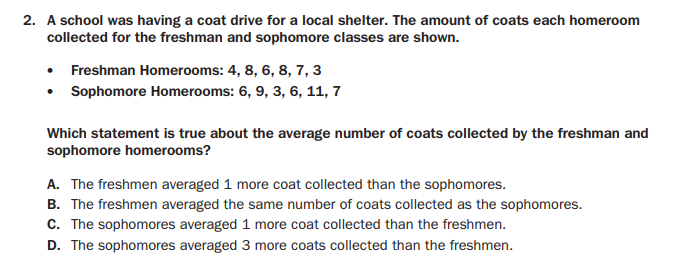 2. A school was having a coat drive for a local shelter. The amount of coats each homeroom
collected for the freshman and sophomore classes are shown.
• Freshman Homerooms: 4, 8, 6, 8, 7, 3
• Sophomore Homerooms: 6, 9, 3, 6, 11, 7
Which statement is true about the average number of coats collected by the freshman and
sophomore homerooms?
A. The freshmen averaged 1 more coat collected than the sophomores.
B. The freshmen averaged the same number of coats collected as the sophomores.
C. The sophomores averaged 1 more coat collected than the freshmen.
D. The sophomores averaged 3 more coats collected than the freshmen.